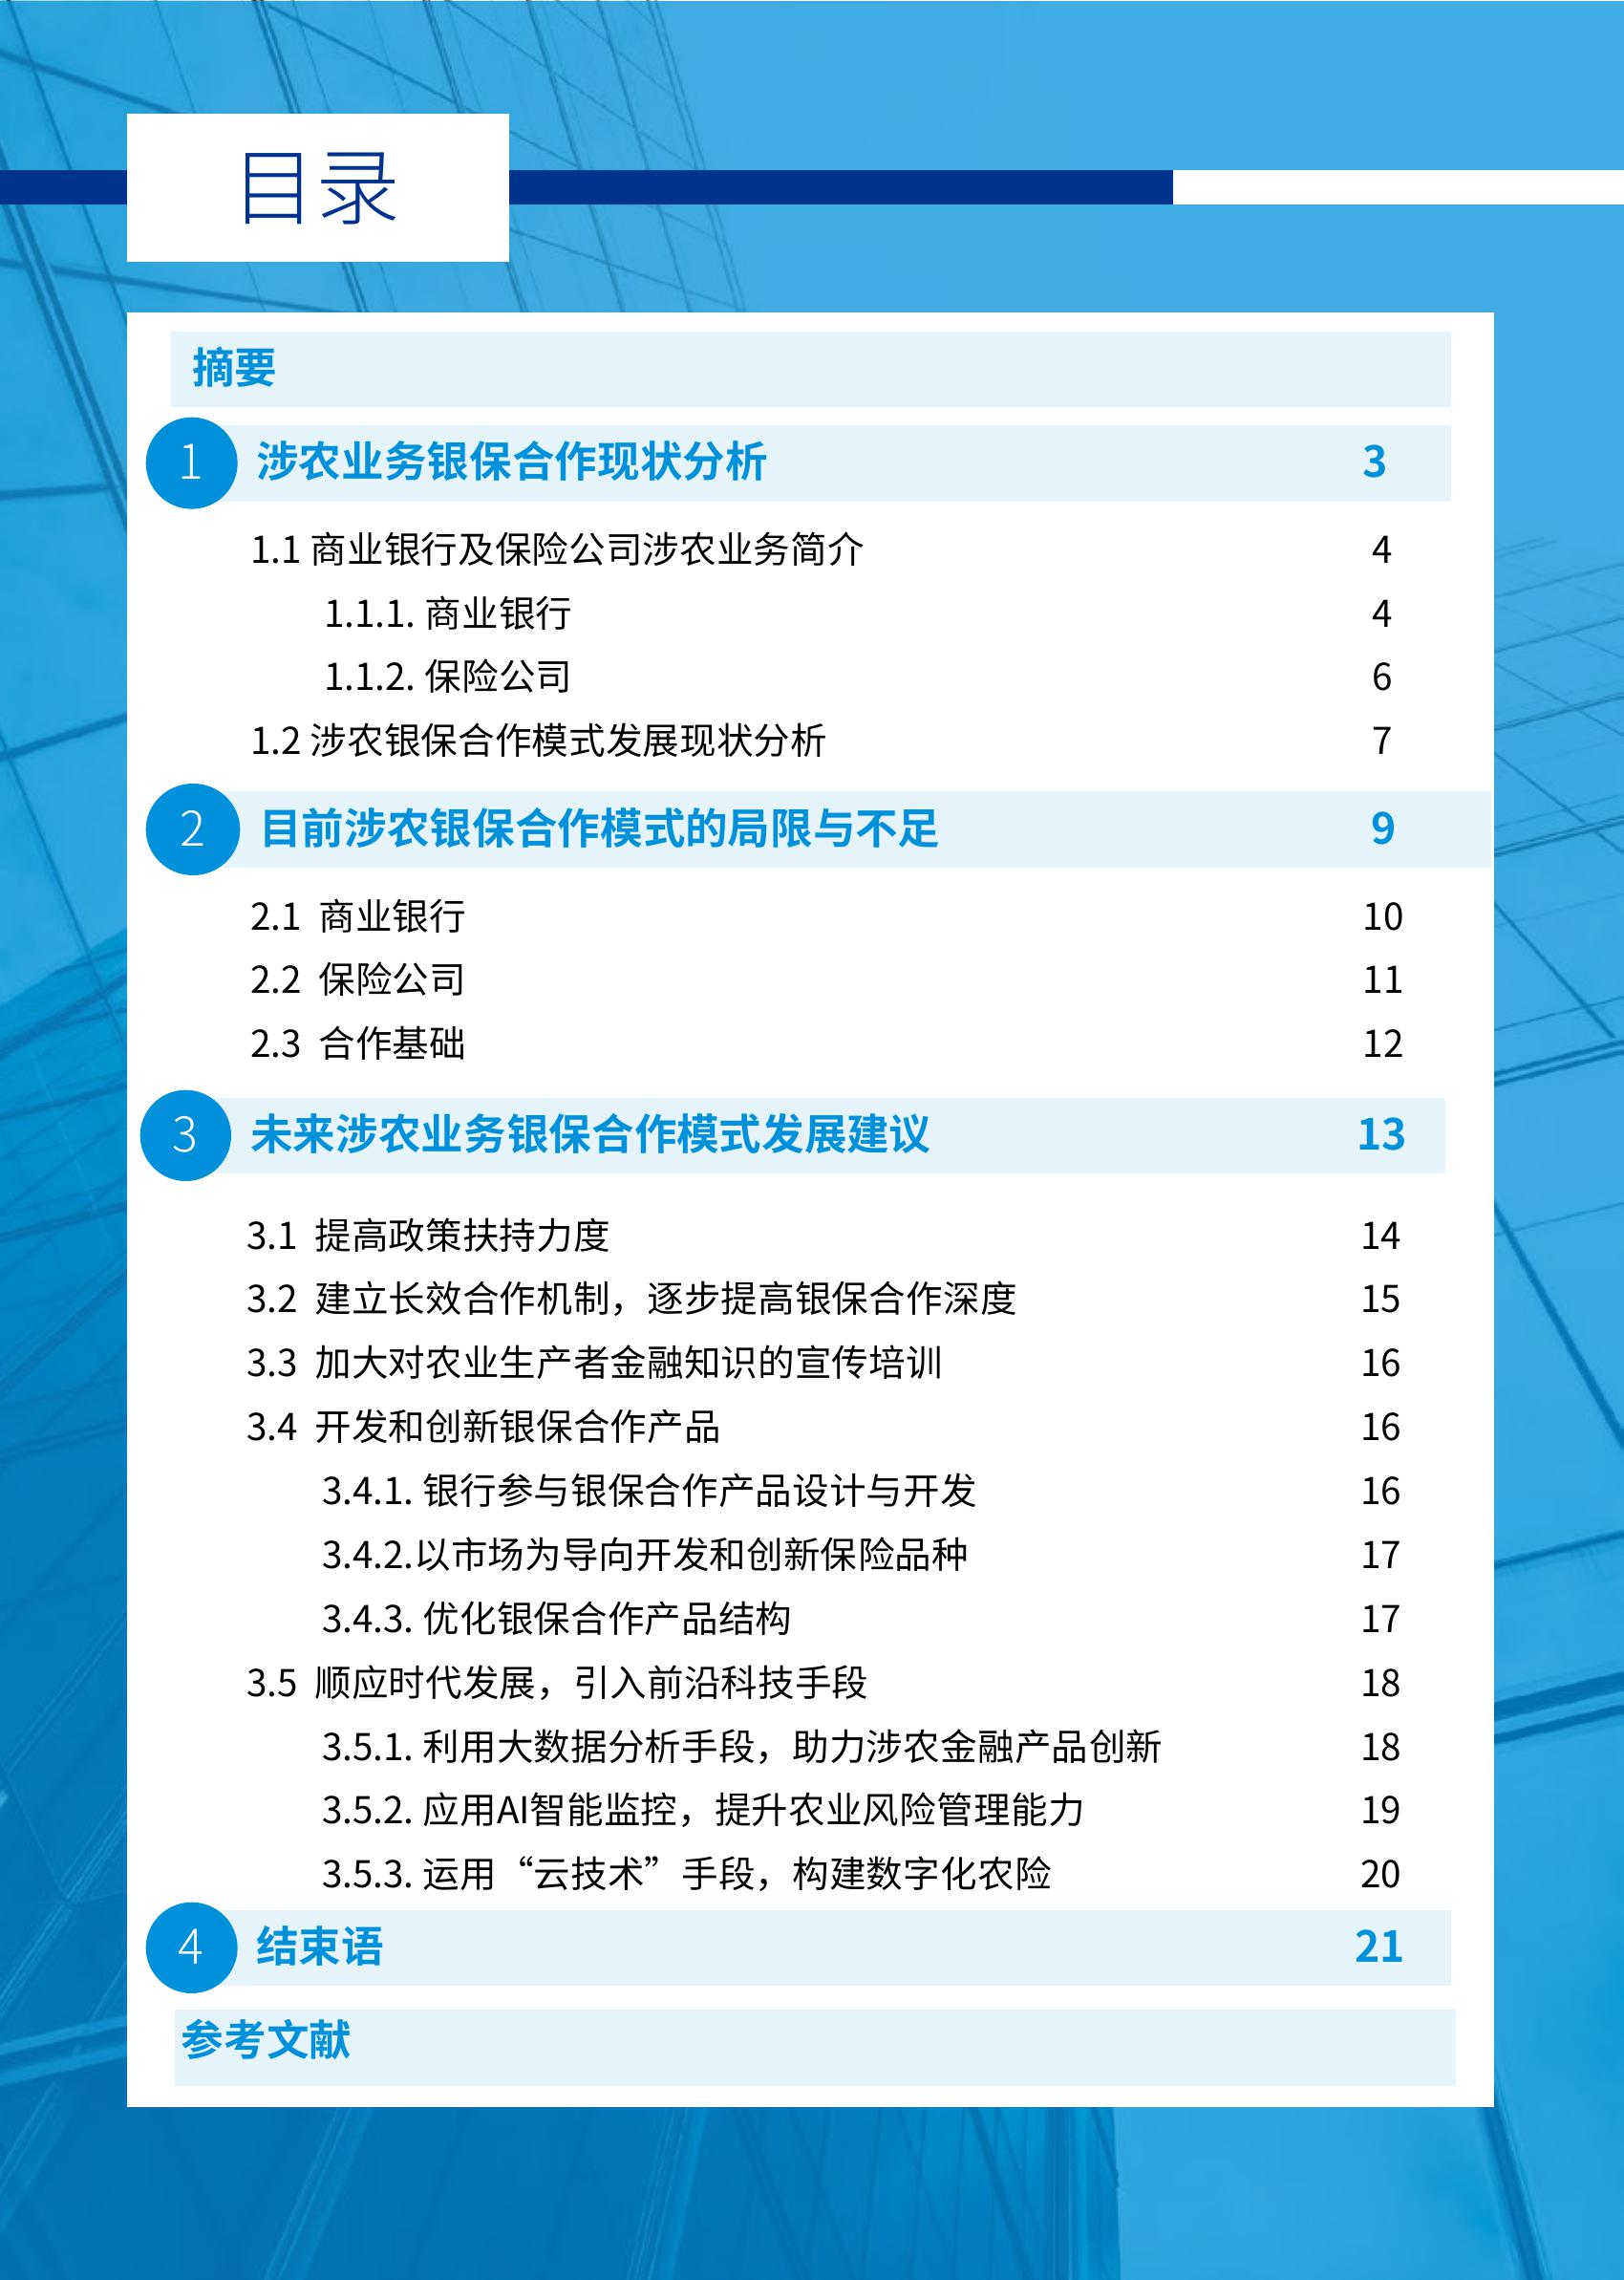 目录
摘要
1 涉农业务银保合作现状分析 3
1.1 商业银行及保险公司涉农业务简介 4
1.1.1. 商业银行 4
1.1.2. 保险公司 6
1.2 涉农银保合作模式发展现状分析 7
2 目前涉农银保合作模式的局限与不足 9
2.1 商业银行 10
2.2 保险公司 11
2.3 合作基础 12
3 未来涉农业务银保合作模式发展建议 13
3.1 提高政策扶持力度 14
3.2 建立长效合作机制，逐步提高银保合作深度 15
3.3 加大对农业生产者金融知识的宣传培训 16
3.4 开发和创新银保合作产品 16
3.4.1. 银行参与银保合作产品设计与开发 16
3.4.2.以市场为导向开发和创新保险品种 17
3.4.3. 优化银保合作产品结构 17
3.5 顺应时代发展，引入前沿科技手段 18
3.5.1. 利用大数据分析手段，助力涉农金融产品创新 18
3.5.2. 应用AI智能监控，提升农业风险管理能力 19
3.5.3. 运用“云技术”手段，构建数字化农险 20
4 结束语 21
参考文献